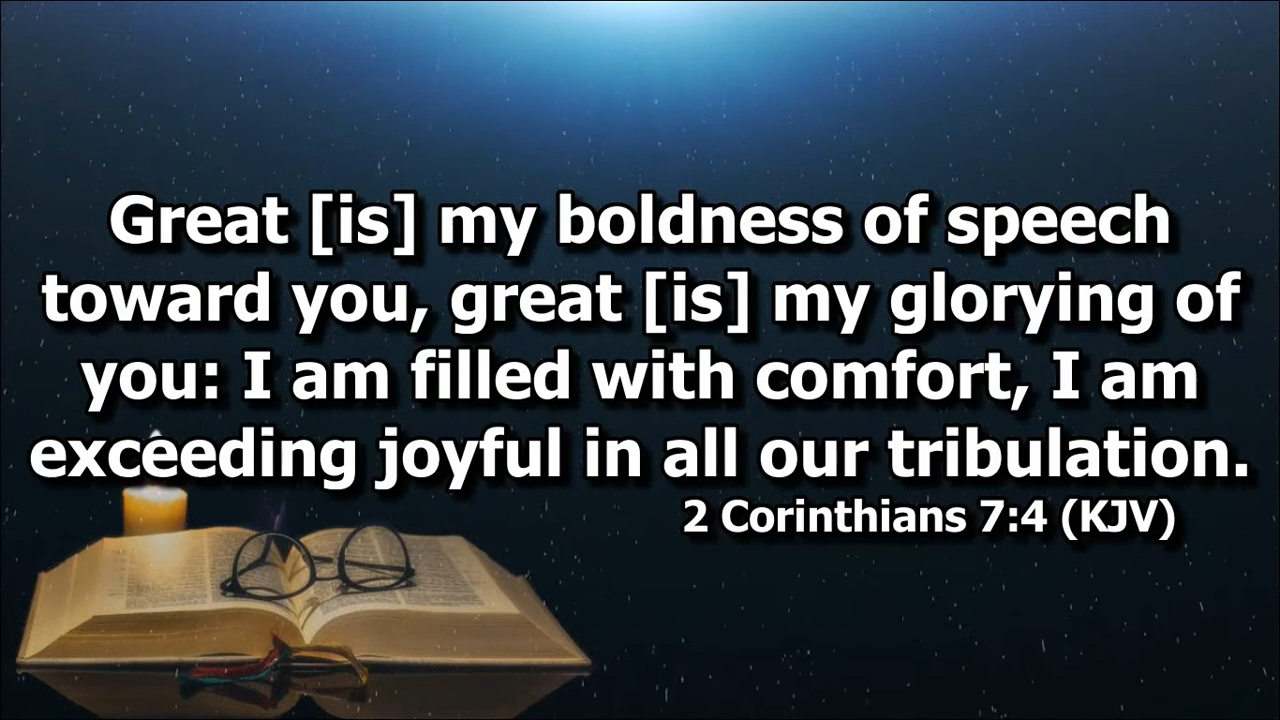 Great [is] my boldness of speech
toward you, great [is] my glorying of
you: I am filled with comfort, I am
exceeding joyful in all our tribulation.
2 Corinthians 7:4 (KJV)